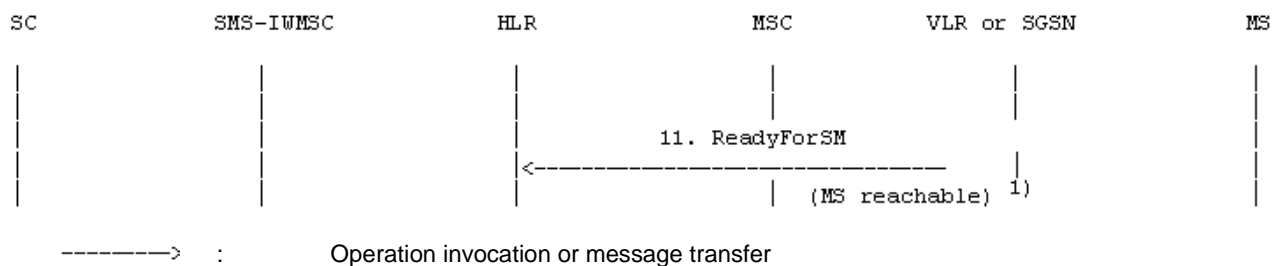 SC SMS-IWMSC HLR MSC VLR or SGSN MS
11. ReadyForSM
(MS reachable) 1)
: Operation invocation or message transfer